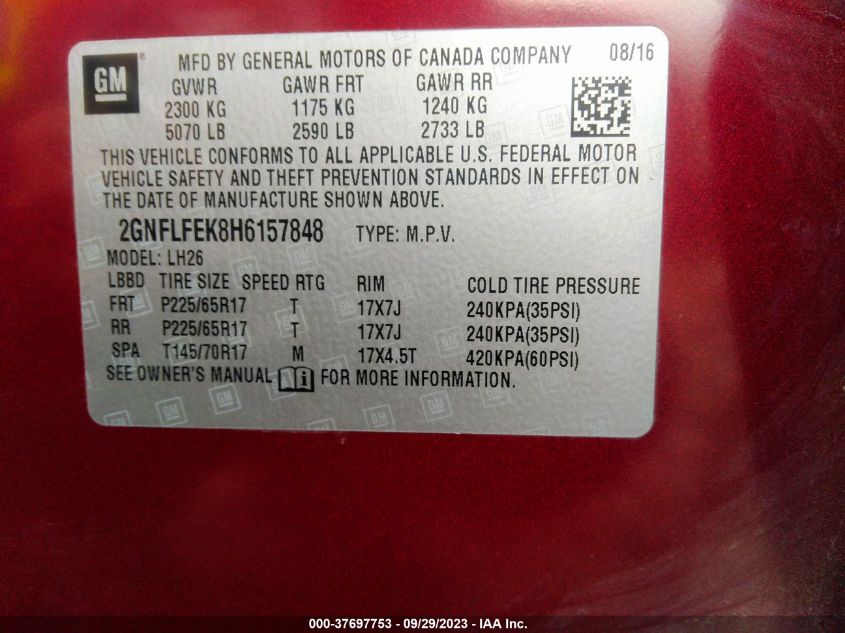 GM
MFD BY GENERAL MOTORS OF CANADA COMPANY 08/16
GVWR GAWR FRT GAWR RR
2300 KG 1175 KG 1240 KG
5070 LB 2590 LB 2733 LB
THIS VEHICLE CONFORMS TO ALL APPLICABLE U.S. FEDERAL MOTOR
VEHICLE SAFETY AND THEFT PREVENTION STANDARDS IN EFFECT ON
THE DATE OF MANUFACTURE SHOWN ABOVE.
2GNFLFEK8H6157848 TYPE: M.P.V.
MODEL: LH26
LBBD TIRE SIZE SPEED RTG RIM COLD TIRE PRESSURE
FRT P225/65R17 T 17X7J 240KPA(35PSI)
RR P225/65R17 T 17X7J 240KPA(35PSI)
SPA T145/70R17 M 17X4.5T 420KPA(60PSI)
SEE OWNER'S MANUAL i FOR MORE INFORMATION.
000-37697753 - 09/29/2023 - IAA Inc.